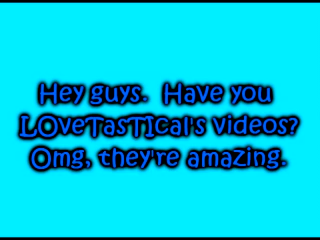 Hey guys. Have you
LOveTasTIcal's videos?
Omg, they're amazing.